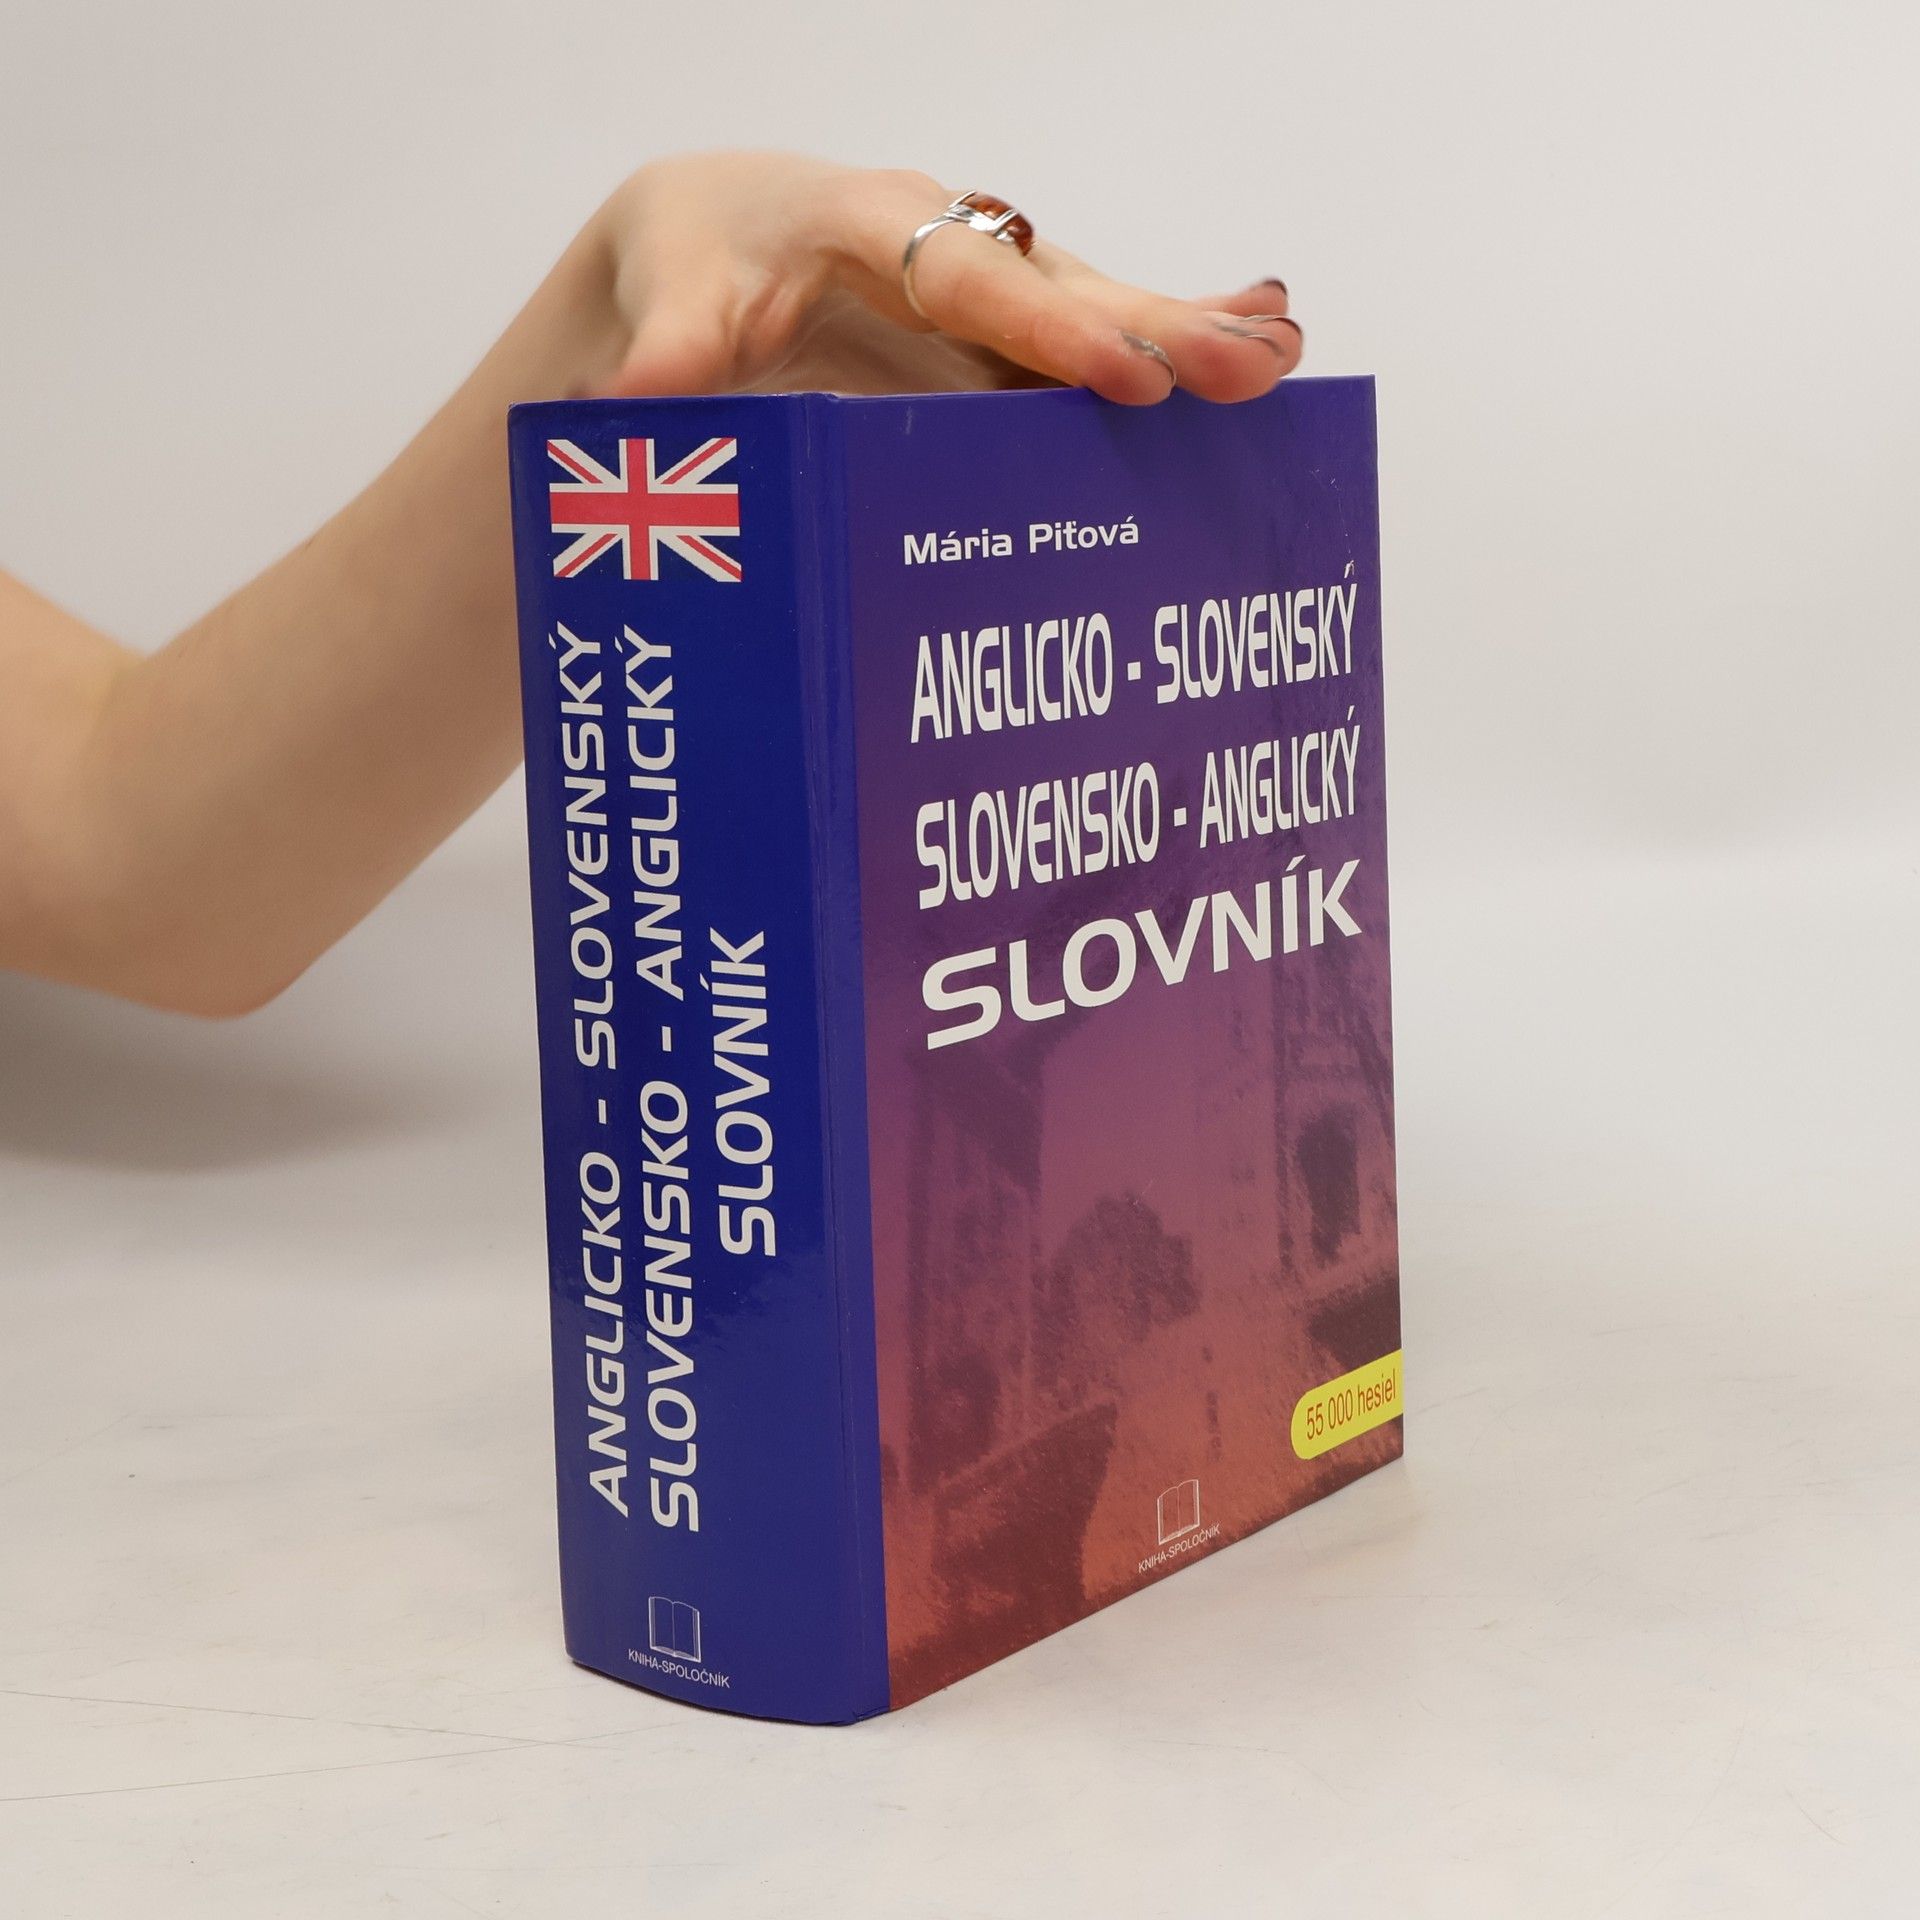 ANGLICKO - SLOVENSKÝ
SLOVENSKO - ANGLICKÝ
SLOVNÍK
KNIHA-SPOLOČNÍK
Mária Piťová
ANGLICKO - SLOVENSKÝ
SLOVENSKO - ANGLICKÝ
SLOVNÍK
55 000 hesiel
KNIHA-SPOLOČNÍK